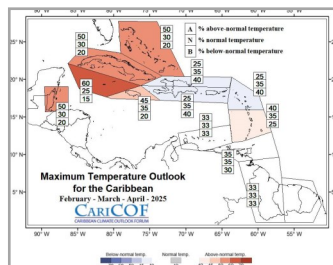 50
30
20
A % above-normal temperature
N % normal temperature
B % below-normal temperature
50
30
20
25
35
40
25
35
40
60
25
15
50
30
20
45
35
20
25
35
40
40
35
25
33
33
33
35
35
30
33
33
33
Maximum Temperature Outlook
for the Caribbean
February - March - April - 2025
CARICOF
CARIBBEAN CLIMATE OUTLOOK FORUM
25°N
20°N
15°N
10°N
5°N
90°W 85°W 80°W 75°W 70°W 65°W 60°W 55°W
Below-normal temp. Normal temp. Above-normal temp.